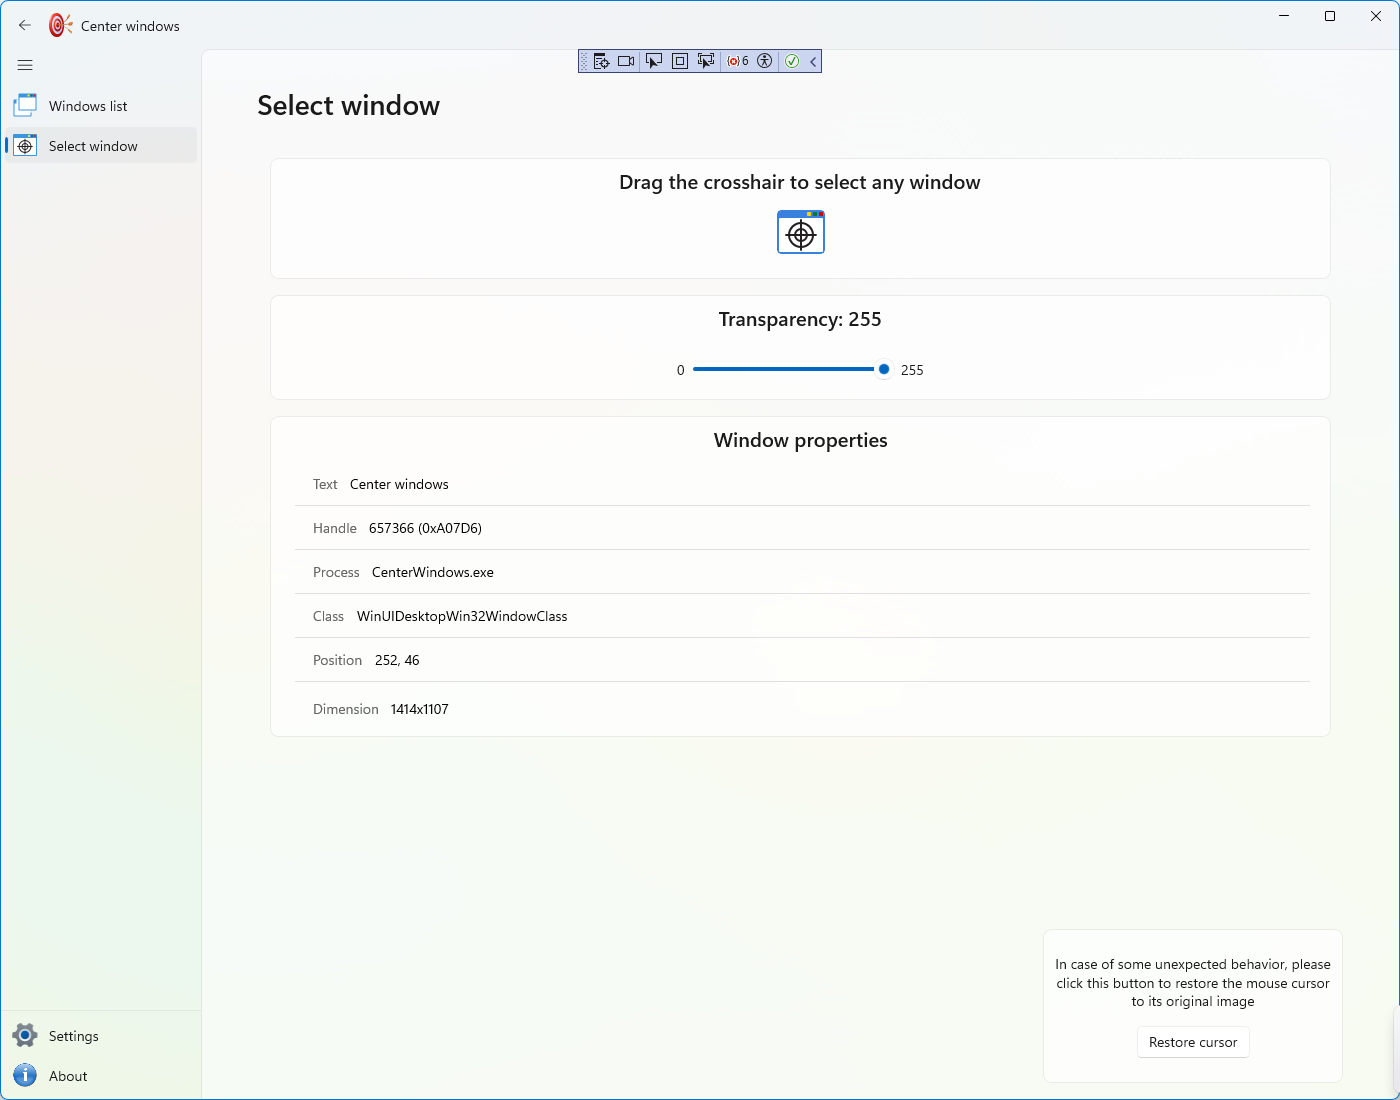 Center windows
Windows list
Select window
6
Select window
Drag the crosshair to select any window
Transparency: 255
0 255
Window properties
Text Center windows
Handle 657366 (0xA07D6)
Process CenterWindows.exe
Class WinUIDesktopWin32WindowClass
Position 252, 46
Dimension 1414x1107
In case of some unexpected behavior, please
click this button to restore the mouse cursor
to its original image
Restore cursor
Settings
About